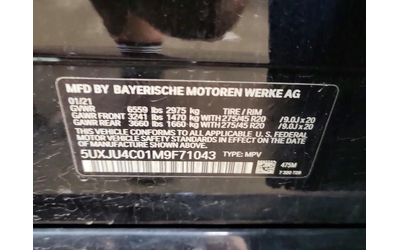 MFD BY BAYERISCHE MOTOREN WERKE AG
01/21
GVWR 6559 lbs 2975 kg TIRE / RIM
GAWR FRONT 3241 lbs 1470 kg 275/45 R20 /9.0J x 20
GAWR REAR 3660 lbs 1660 kg 275/45 R20 /9.0J x 20
THIS VEHICLE CONFORMS TO ALL APPLICABLE U.S. FEDERAL
MOTOR VEHICLE SAFETY STANDARDS IN EFFECT ON THE
DATE OF MANUFACTURE SHOWN ABOVE.
5UXJU4C01M9F71043 TYPE: MPV
475M